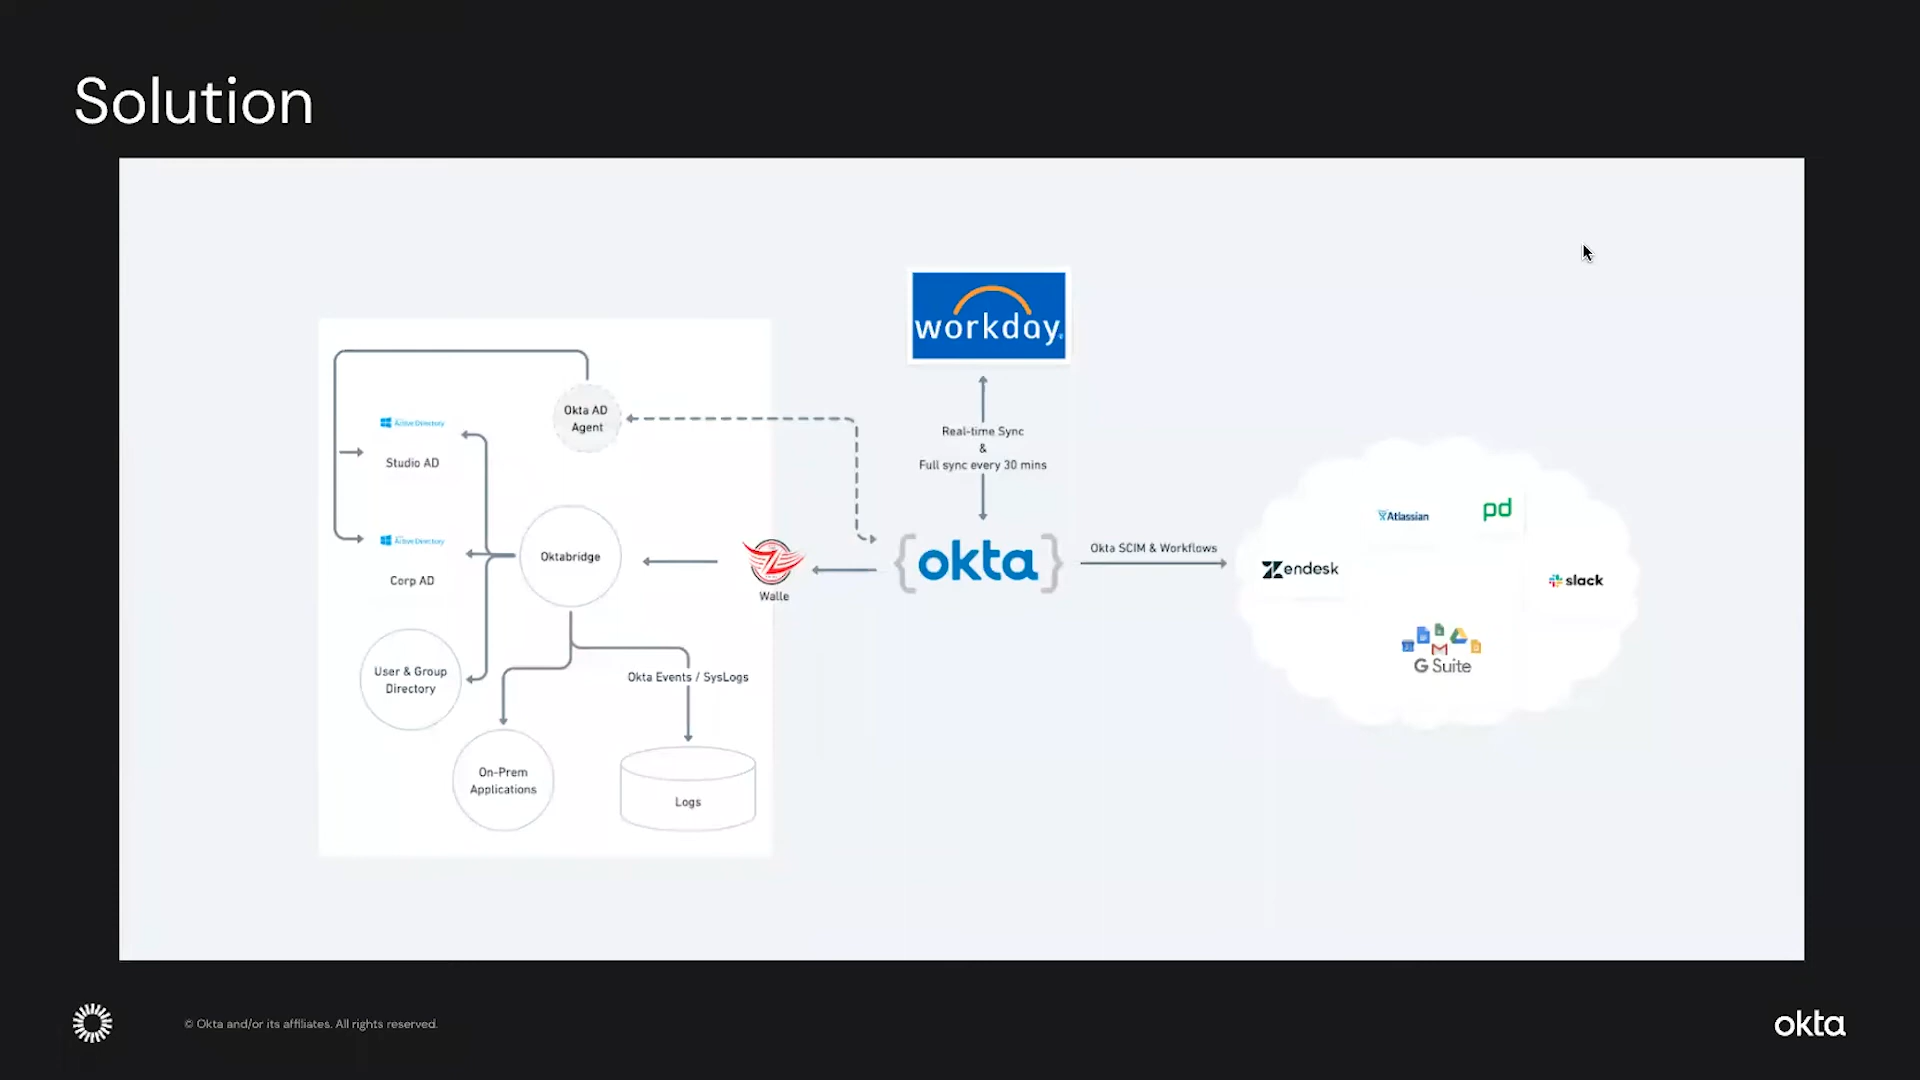 Solution
workday.
Real-time Sync
&
Full sync every 30 mins
Okta AD
Agent
Active Directory
Studio AD
Active Directory
Corp AD
Oktabridge
Walle
{okta}
Okta SCIM & Workflows
Atlassian
pd
zendesk
slack
G Suite
User & Group
Directory
Okta Events / SysLogs
On-Prem
Applications
Logs
© Okta and/or its affiliates. All rights reserved.
okta